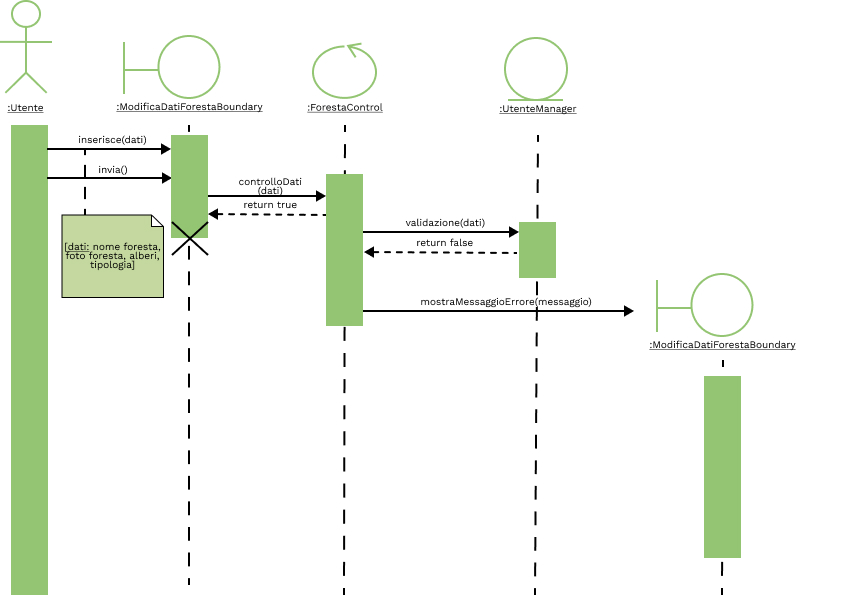 :Utente
:ModificaDatiForestaBoundary
:ForestaControl
:UtenteManager
inserisce(dati)
invia()
controlloDati
(dati)
return true
validazione(dati)
return false
[dati: nome foresta,
foto foresta, alberi,
tipologia]
mostraMessaggioErrore(messaggio)
:ModificaDatiForestaBoundary